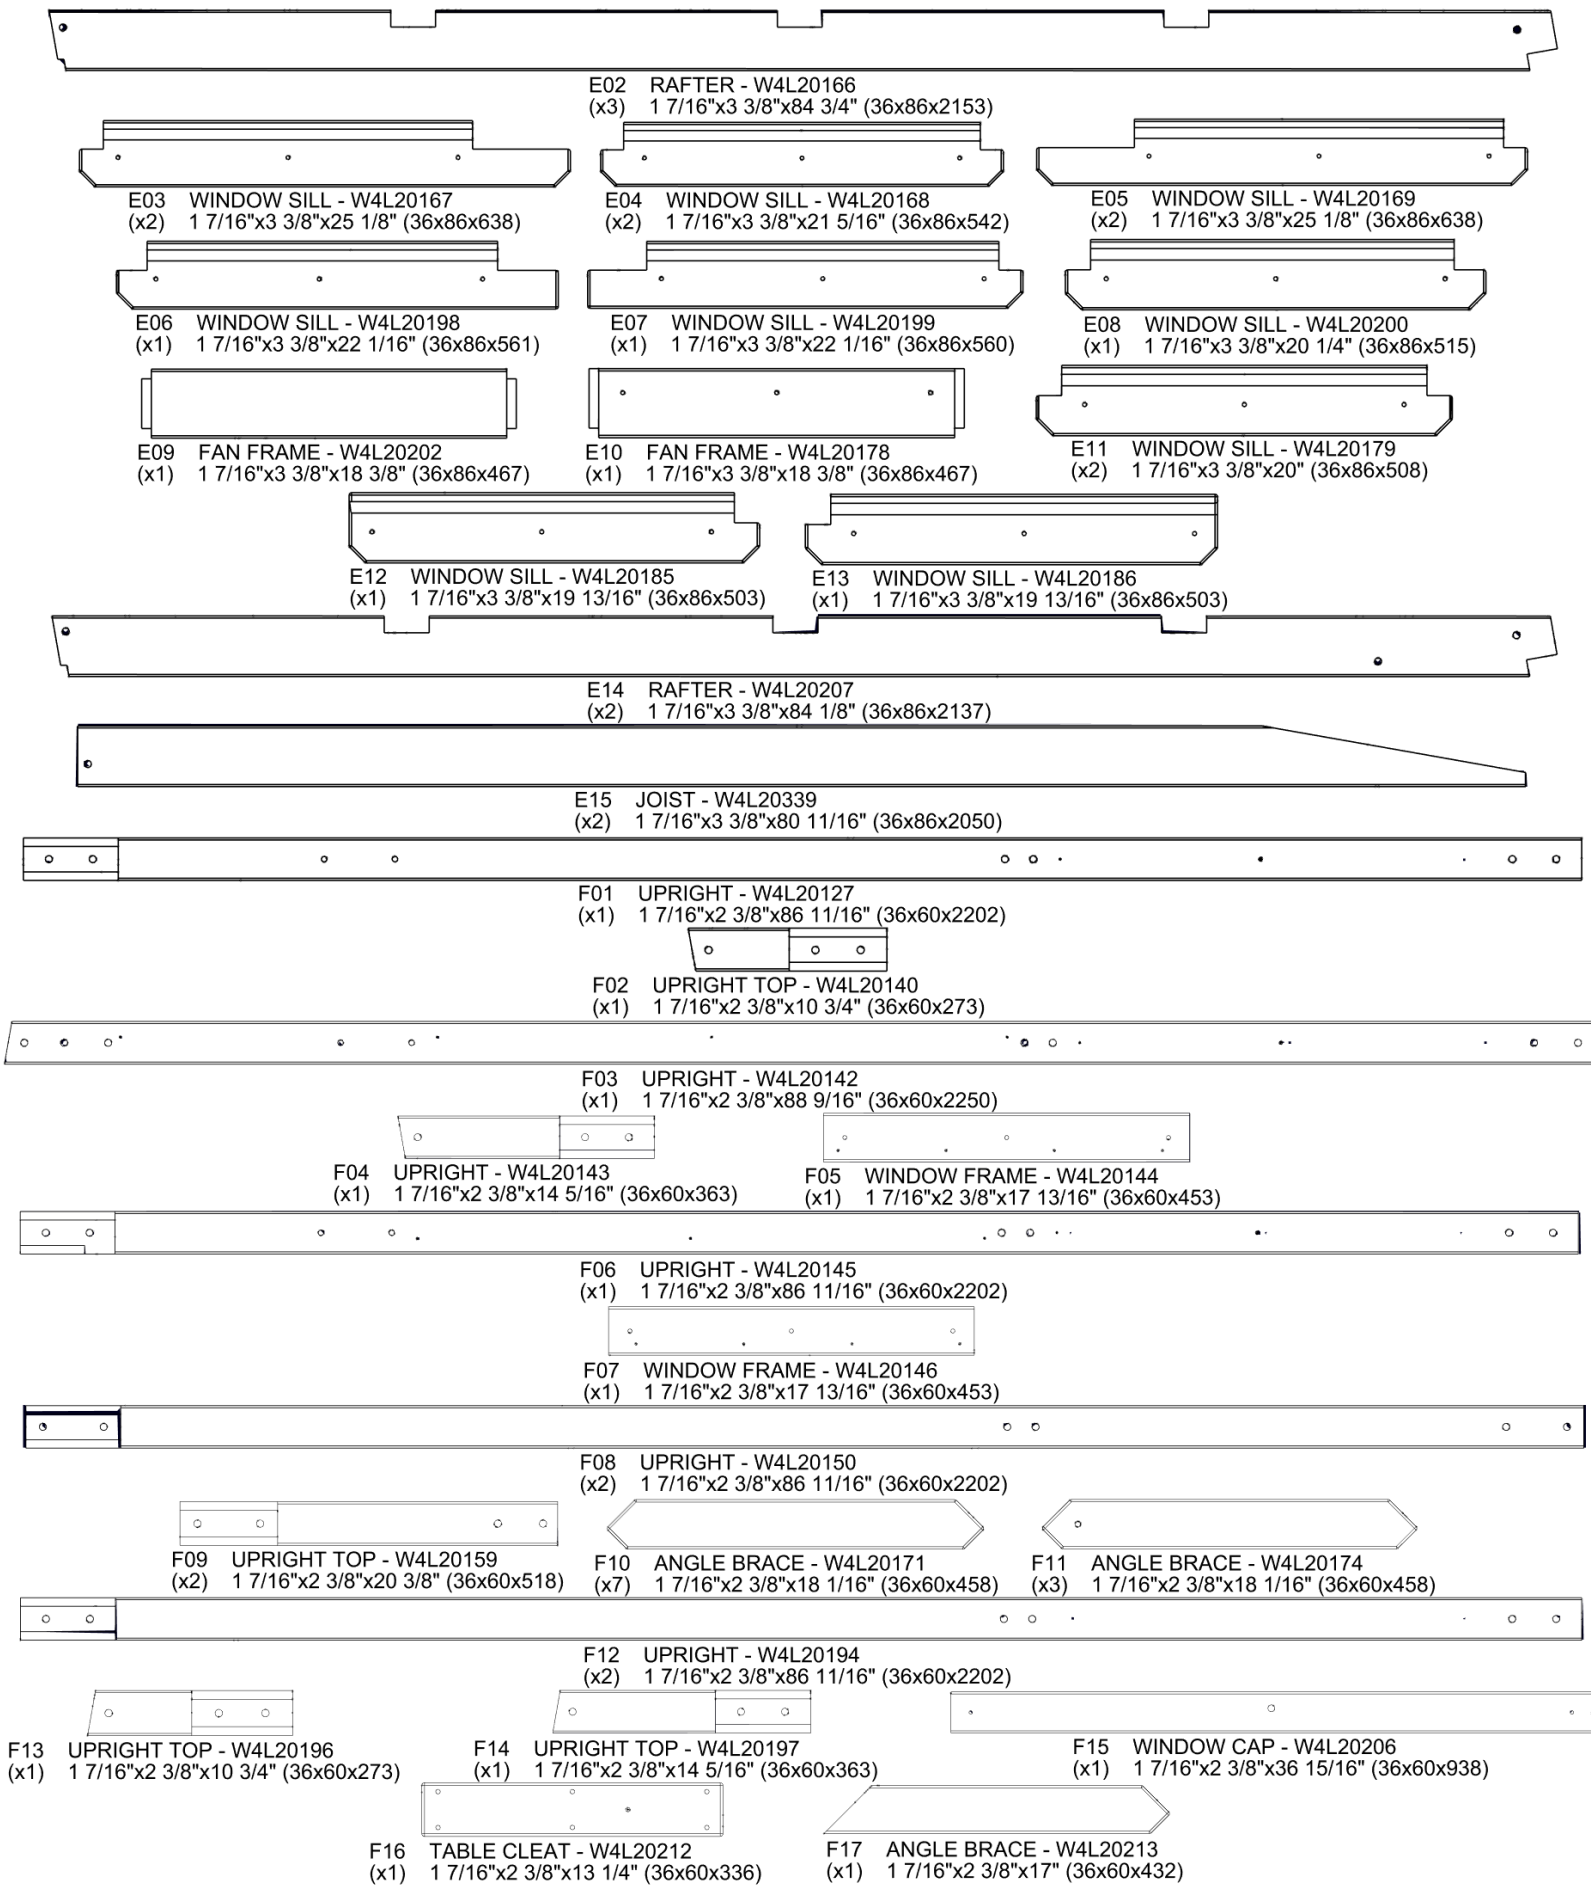 E02 RAFTER - W4L20166
(x3) 1 7/16"x3 3/8"x84 3/4" (36x86x2153)
E03 WINDOW SILL - W4L20167
(x2) 1 7/16"x3 3/8"x25 1/8" (36x86x638)
E04 WINDOW SILL - W4L20168
(x2) 1 7/16"x3 3/8"x21 5/16" (36x86x542)
E05 WINDOW SILL - W4L20169
(x2) 1 7/16"x3 3/8"x25 1/8" (36x86x638)
E06 WINDOW SILL - W4L20198
(x1) 1 7/16"x3 3/8"x22 1/16" (36x86x561)
E07 WINDOW SILL - W4L20199
(x1) 1 7/16"x3 3/8"x22 1/16" (36x86x560)
E08 WINDOW SILL - W4L20200
(x1) 1 7/16"x3 3/8"x20 1/4" (36x86x515)
E09 FAN FRAME - W4L20202
(x1) 1 7/16"x3 3/8"x18 3/8" (36x86x467)
E10 FAN FRAME - W4L20178
(x1) 1 7/16"x3 3/8"x18 3/8" (36x86x467)
E11 WINDOW SILL - W4L20179
(x2) 1 7/16"x3 3/8"x20" (36x86x508)
E12 WINDOW SILL - W4L20185
(x1) 1 7/16"x3 3/8"x19 13/16" (36x86x503)
E13 WINDOW SILL - W4L20186
(x1) 1 7/16"x3 3/8"x19 13/16" (36x86x503)
E14 RAFTER - W4L20207
(x2) 1 7/16"x3 3/8"x84 1/8" (36x86x2137)
E15 JOIST - W4L20339
(x2) 1 7/16"x3 3/8"x80 11/16" (36x86x2050)
F01 UPRIGHT - W4L20127
(x1) 1 7/16"x2 3/8"x86 11/16" (36x60x2202)
F02 UPRIGHT TOP - W4L20140
(x1) 1 7/16"x2 3/8"x10 3/4" (36x60x273)
F03 UPRIGHT - W4L20142
(x1) 1 7/16"x2 3/8"x88 9/16" (36x60x2250)
F04 UPRIGHT - W4L20143
(x1) 1 7/16"x2 3/8"x14 5/16" (36x60x363)
F05 WINDOW FRAME - W4L20144
(x1) 1 7/16"x2 3/8"x17 13/16" (36x60x453)
F06 UPRIGHT - W4L20145
(x1) 1 7/16"x2 3/8"x86 11/16" (36x60x2202)
F07 WINDOW FRAME - W4L20146
(x1) 1 7/16"x2 3/8"x17 13/16" (36x60x453)
F08 UPRIGHT - W4L20150
(x2) 1 7/16"x2 3/8"x86 11/16" (36x60x2202)
F09 UPRIGHT TOP - W4L20159
(x2) 1 7/16"x2 3/8"x20 3/8" (36x60x518)
F10 ANGLE BRACE - W4L20171
(x7) 1 7/16"x2 3/8"x18 1/16" (36x60x458)
F11 ANGLE BRACE - W4L20174
(x3) 1 7/16"x2 3/8"x18 1/16" (36x60x458)
F12 UPRIGHT - W4L20194
(x2) 1 7/16"x2 3/8"x86 11/16" (36x60x2202)
F13 UPRIGHT TOP - W4L20196
(x1) 1 7/16"x2 3/8"x10 3/4" (36x60x273)
F14 UPRIGHT TOP - W4L20197
(x1) 1 7/16"x2 3/8"x14 5/16" (36x60x363)
F15 WINDOW CAP - W4L20206
(x1) 1 7/16"x2 3/8"x36 15/16" (36x60x938)
F16 TABLE CLEAT - W4L20212
(x1) 1 7/16"x2 3/8"x13 1/4" (36x60x336)
F17 ANGLE BRACE - W4L20213
(x1) 1 7/16"x2 3/8"x17" (36x60x432)